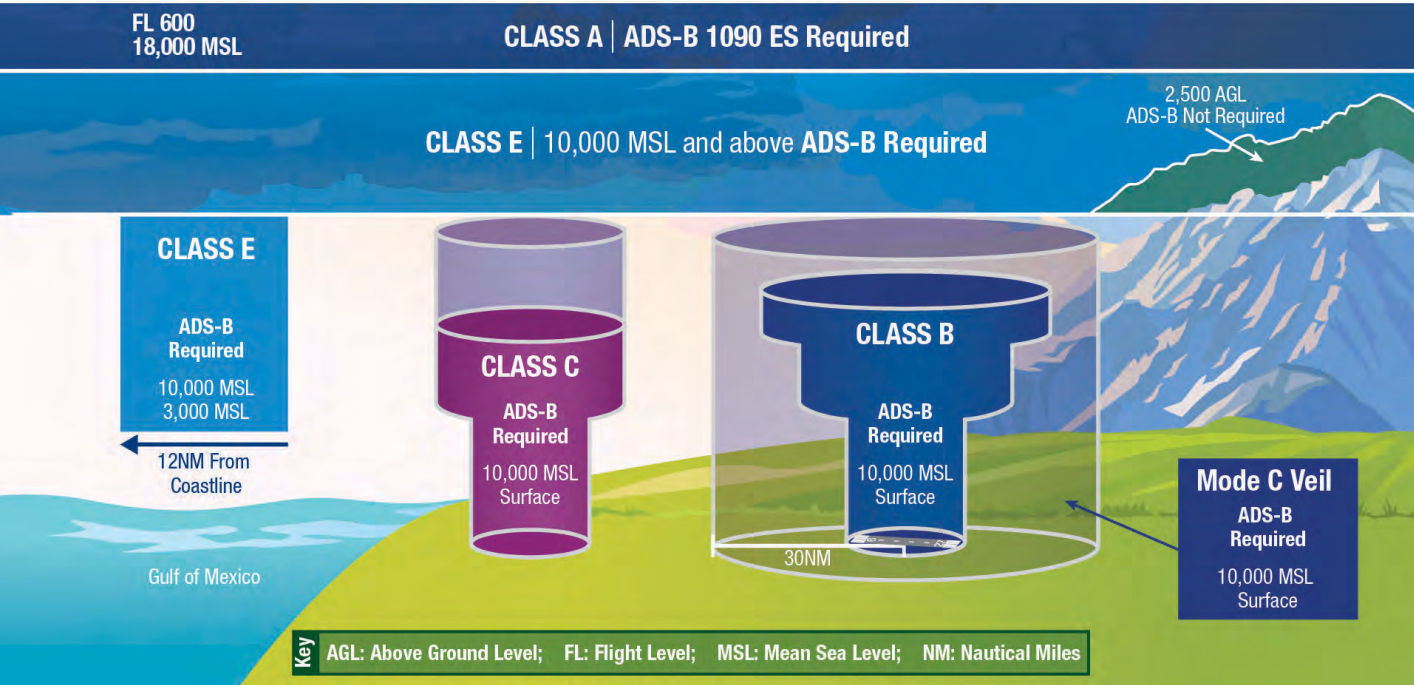 FL 600
18,000 MSL
CLASS A | ADS-B 1090 ES Required
2,500 AGL
ADS-B Not Required
CLASS E | 10,000 MSL and above ADS-B Required
CLASS E
ADS-B
Required
10,000 MSL
3,000 MSL
12NM From
Coastline
Gulf of Mexico
CLASS C
ADS-B
Required
10,000 MSL
Surface
CLASS B
ADS-B
Required
10,000 MSL
Surface
30NM
Mode C Veil
ADS-B
Required
10,000 MSL
Surface
Key
AGL: Above Ground Level; FL: Flight Level; MSL: Mean Sea Level; NM: Nautical Miles